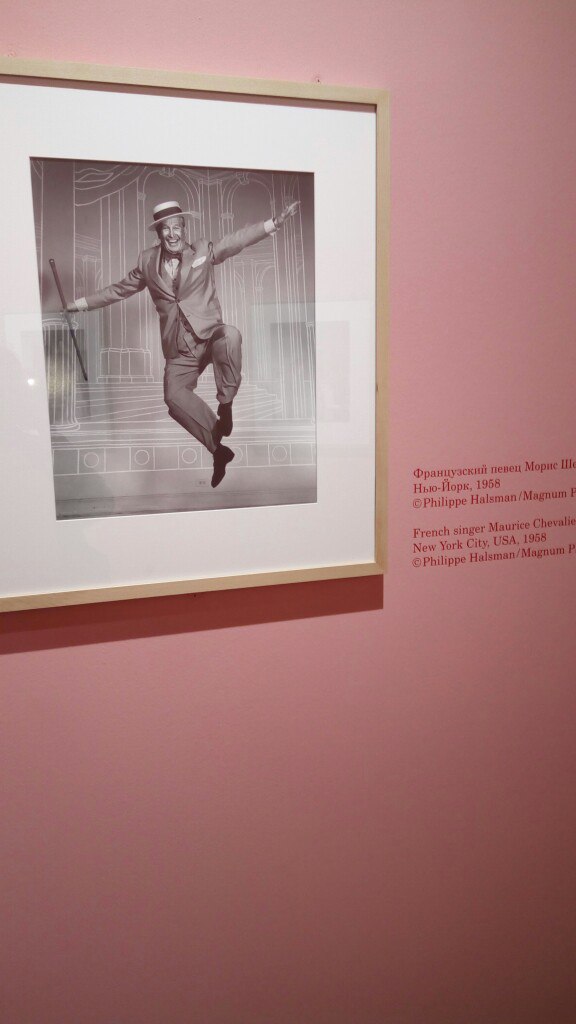 Французский певец Морис
Нью-Йорк, 1958
©Philippe Halsman/Magnum
French singer Maurice
New York City, USA, 1958
©Philippe Halsman/Magnum